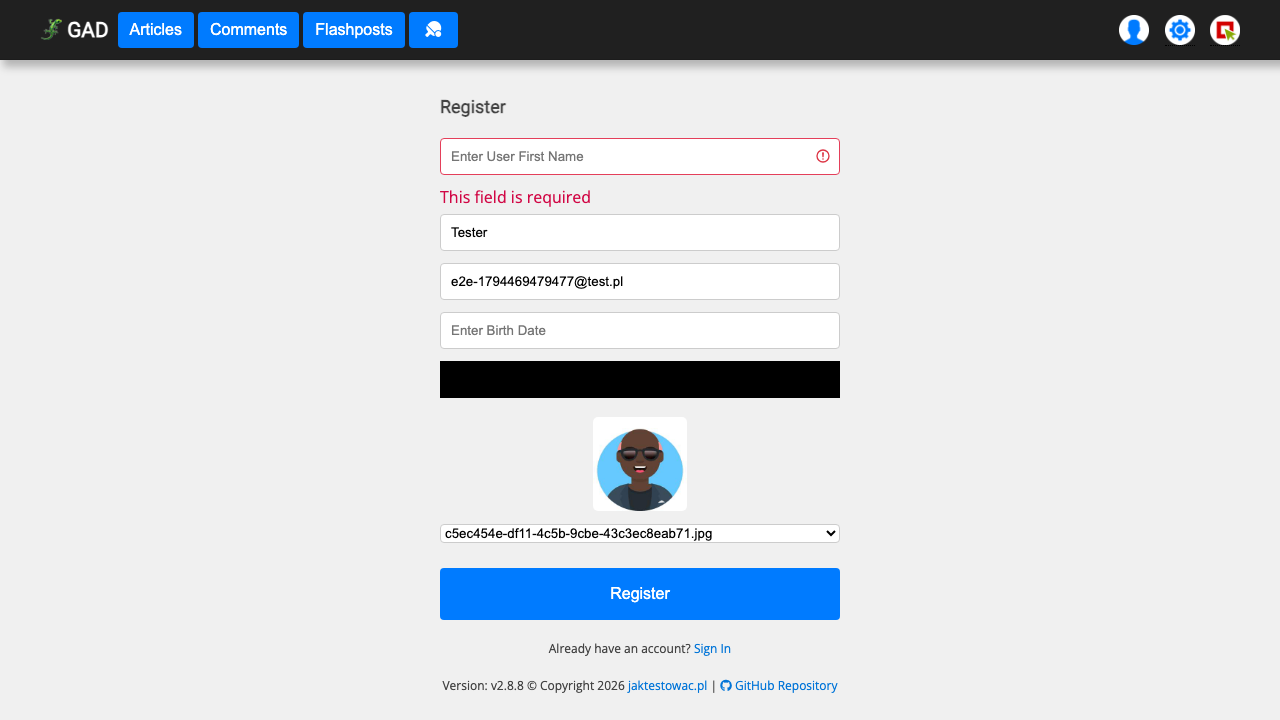 GAD Articles Comments Flashposts
Register
Enter User First Name
This field is required
Tester
e2e-1794469479477@test.pl
Enter Birth Date
c5ec454e-df11-4c5b-9cbe-43c3ec8eab71.jpg
Register
Already have an account? Sign In
Version: v2.8.8 © Copyright 2026 jaktestowac.pl | GitHub Repository